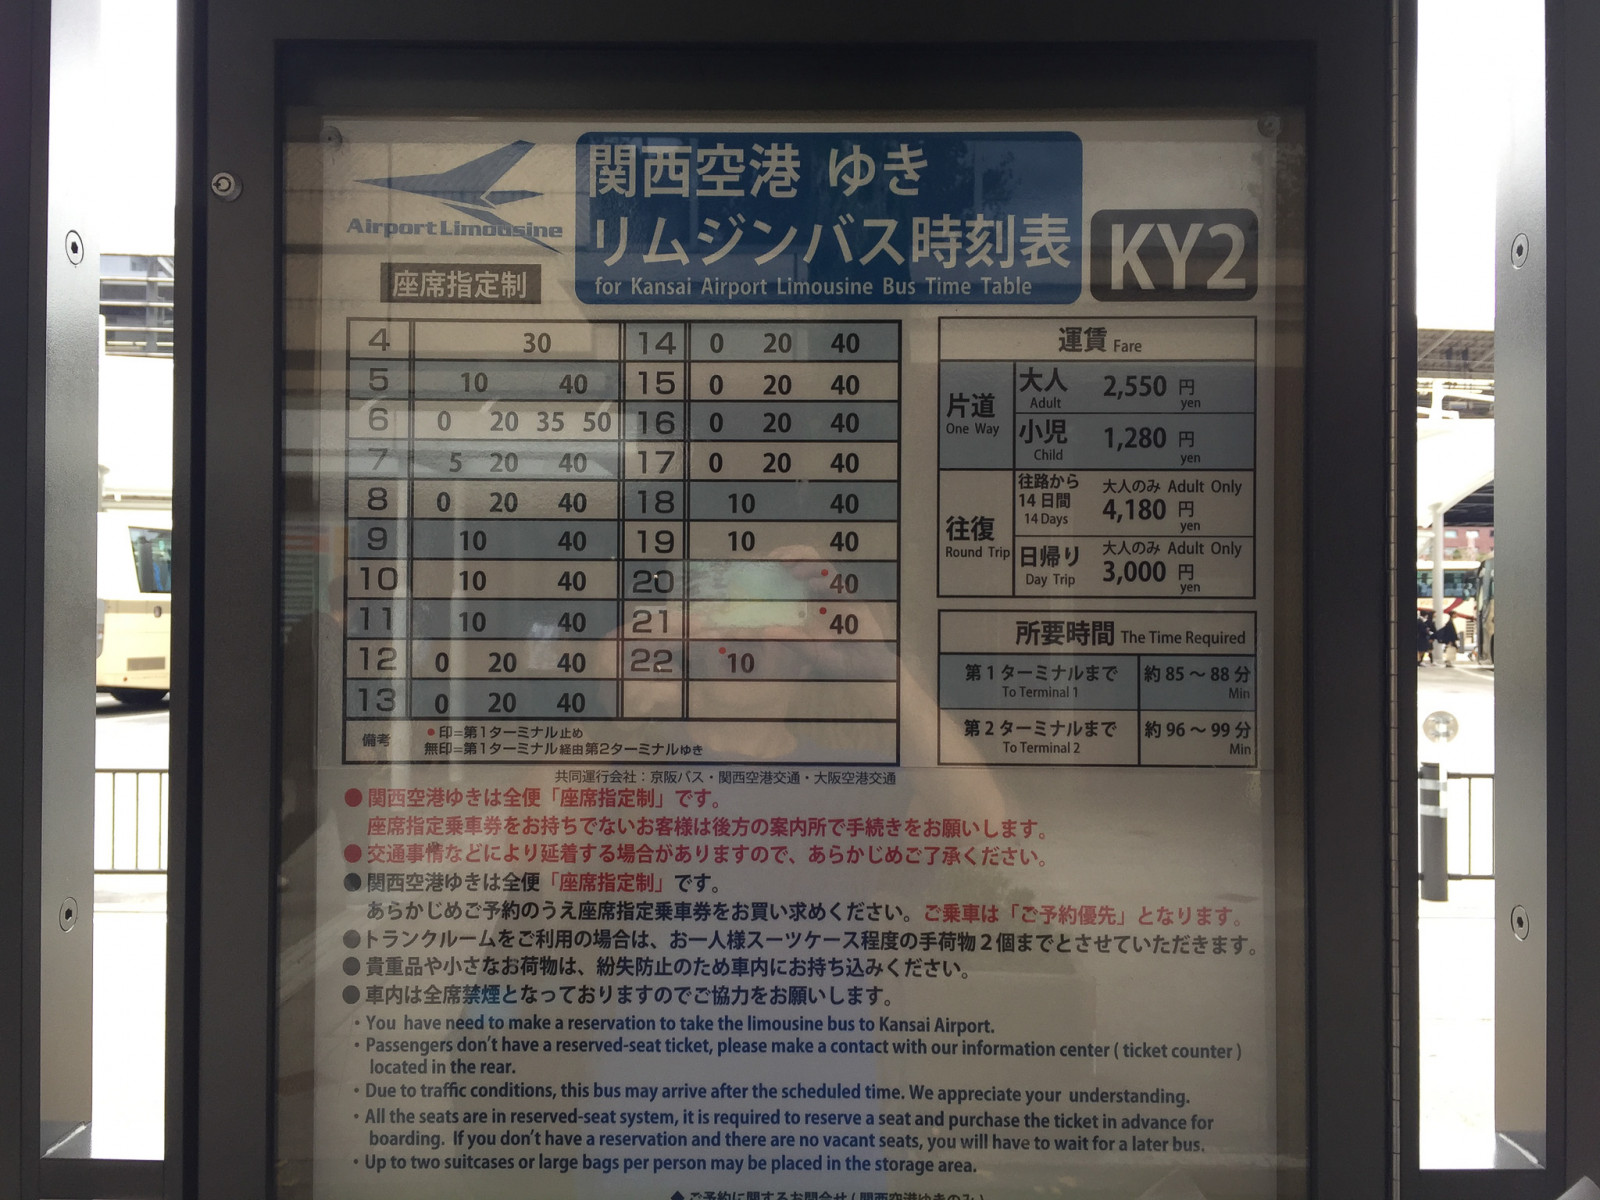 Airport Limousine
座席指定制
関西空港 ゆき
リムジンバス時刻表
for Kansai Airport Limousine Bus Time Table
KY2
4 30
5 10 40
6 0 20 35 50
7 5 20 40
8 0 20 40
9 10 40
10 10 40
11 10 40
12 0 20 40
13 0 20 40
14 0 20 40
15 0 20 40
16 0 20 40
17 0 20 40
18 10 40
19 10 40
20 •40
21 •40
22 •10
備考
•印=第1ターミナル止め
無印=第1ターミナル経由第2ターミナルゆき
運賃 Fare
片道
One Way
大人 2,550 円
Adult yen
小児 1,280 円
Child yen
往復
Round Trip
往路から 大人のみ Adult Only
14日間 4,180 円
14 Days yen
日帰り 大人のみ Adult Only
Day Trip 3,000 円
yen
所要時間 The Time Required
第1ターミナルまで 約85～88分
To Terminal 1 Min
第2ターミナルまで 約96～99分
To Terminal 2 Min
共同運行会社：京阪バス・関西空港交通・大阪空港交通
●関西空港ゆきは全便「座席指定制」です。
座席指定乗車券をお持ちでないお客様は後方の案内所で手続きをお願いします。
●交通事情などにより延着する場合がありますので、あらかじめご了承ください。
●関西空港ゆきは全便「座席指定制」です。
あらかじめご予約のうえ座席指定乗車券をお買い求めください。ご乗車は「ご予約優先」となります。
●トランクルームをご利用の場合は、お一人様スーツケース程度の手荷物2個までとさせていただきます。
●貴重品や小さなお荷物は、紛失防止のため車内にお持ち込みください。
●車内は全席禁煙となっておりますのでご協力をお願いします。
・You have need to make a reservation to take the limousine bus to Kansai Airport.
・Passengers don't have a reserved-seat ticket, please make a contact with our information center ( ticket counter )
located in the rear.
・Due to traffic conditions, this bus may arrive after the scheduled time. We appreciate your understanding.
・All the seats are in reserved-seat system, it is required to reserve a seat and purchase the ticket in advance for
boarding. If you don't have a reservation and there are no vacant seats, you will have to wait for a later bus.
・Up to two suitcases or large bags per person may be placed in the storage area.
◆ご予約に関するお問合せ(関西空港ゆきのみ)